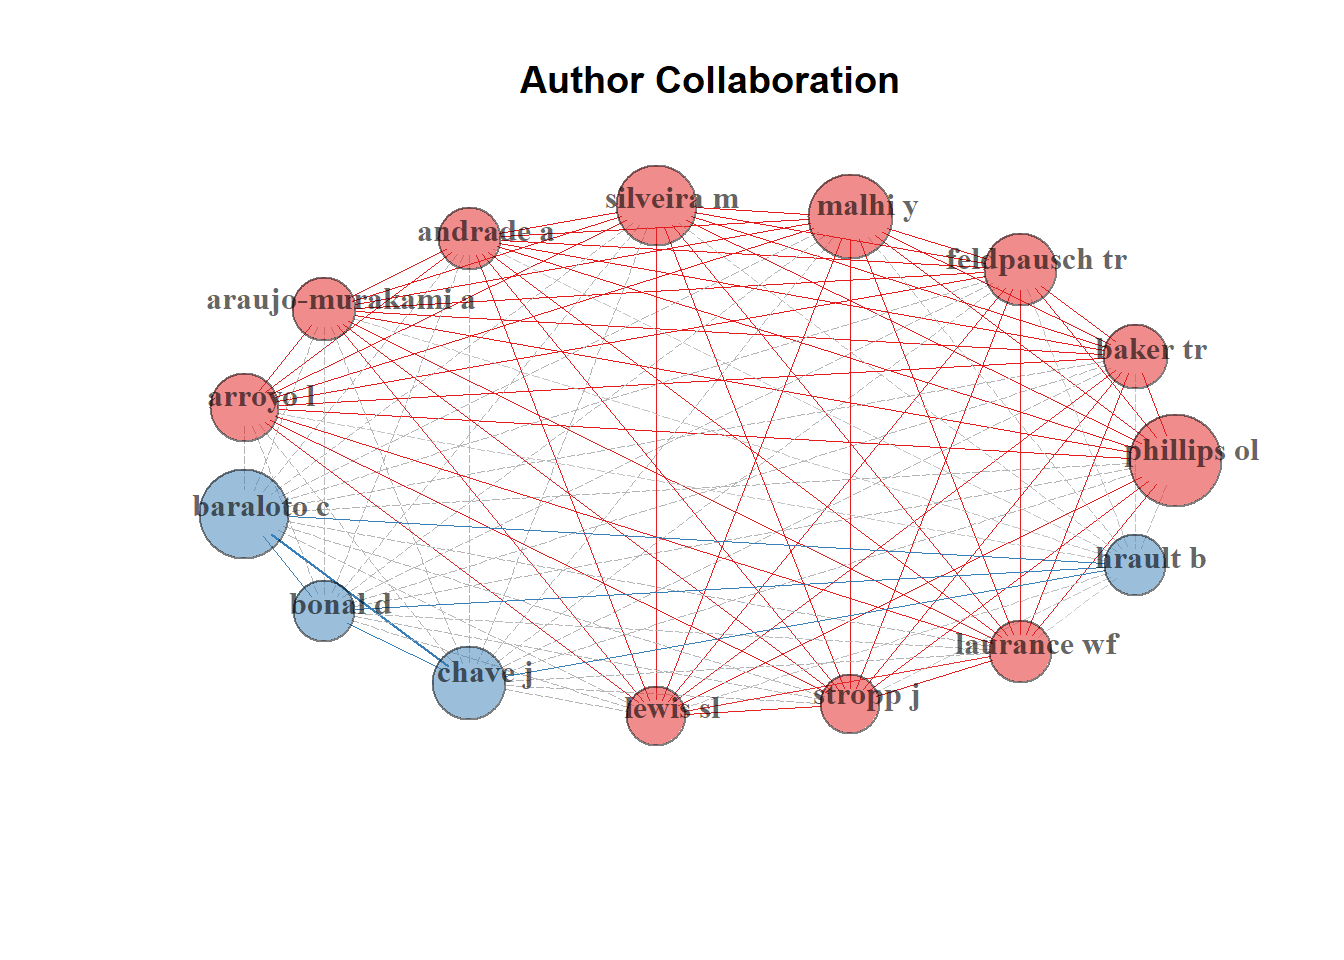 Author Collaboration
silveira m
malhi y
andrade a
feldpausch tr
araujo-murakami a
baker tr
arroyo l
phillips ol
baraloto c
hrault b
bonal d
laurance wf
chave j
stropp j
lewis sl